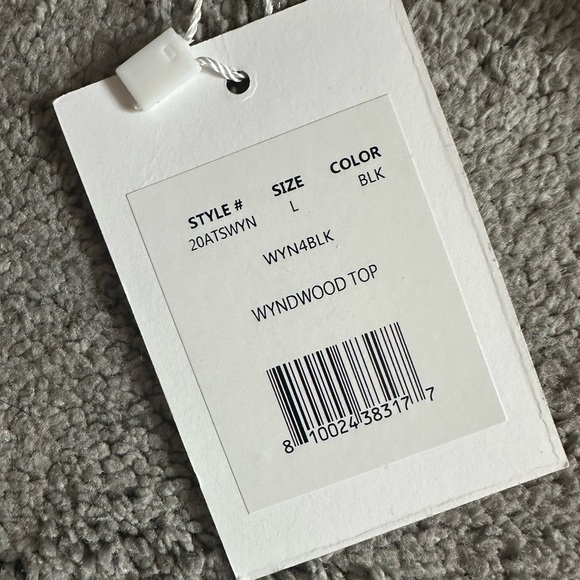 STYLE # SIZE COLOR
20ATSWYN L BLK
WYN4BLK
WYNDWOOD TOP
8 10024 38317 7